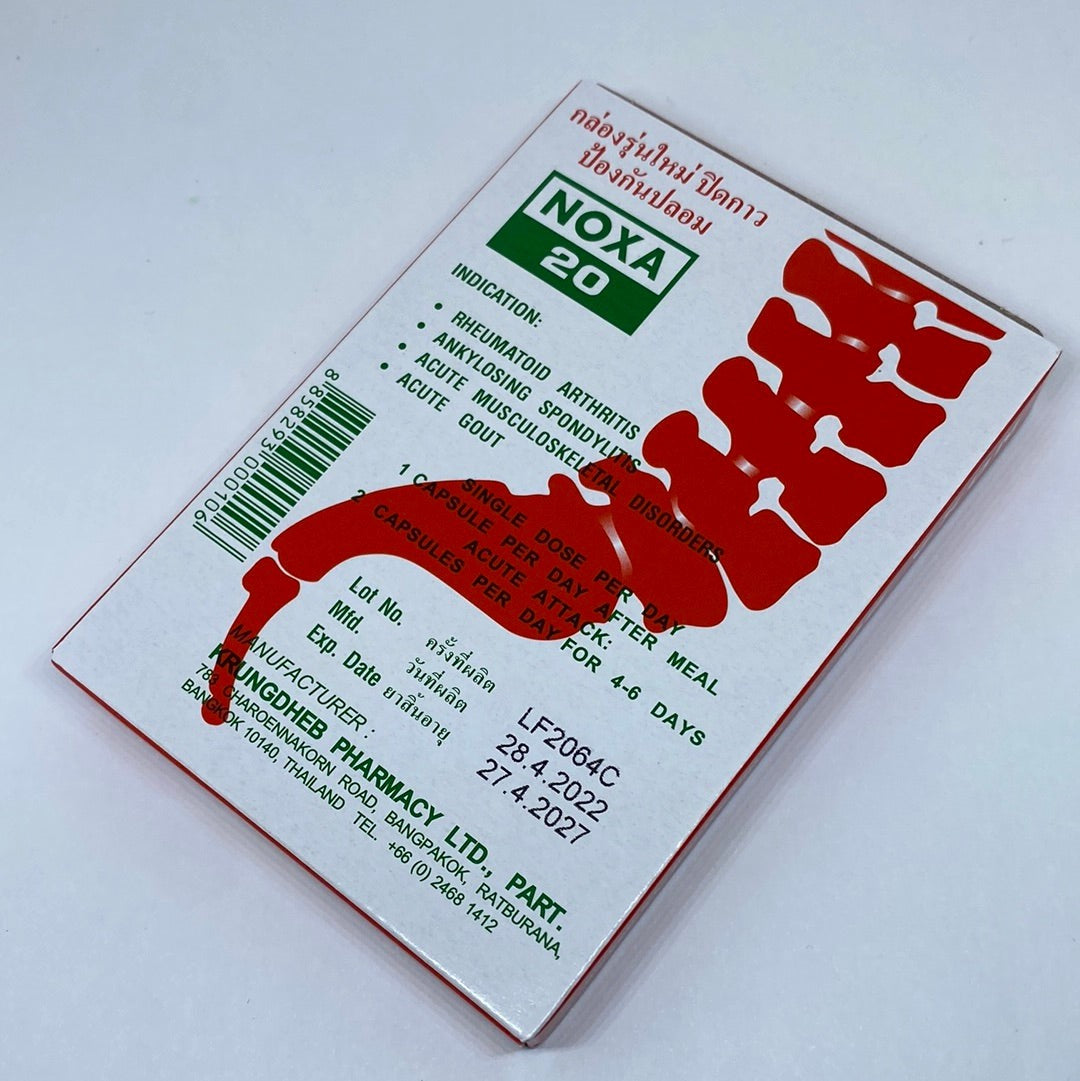 กล่องรุ่นใหม่ ปิดกาว
ป้องกันปลอม
NOXA
20
INDICATION:
• RHEUMATOID ARTHRITIS
• ANKYLOSING SPONDYLITIS
• ACUTE MUSCULOSKELETAL DISORDERS
• ACUTE GOUT
SINGLE DOSE PER DAY
1 CAPSULE PER DAY AFTER MEAL
ACUTE ATTACK:
2 CAPSULES PER DAY FOR 4-6 DAYS
8 858293 000106
Lot No. ครั้งที่ผลิต LF2064C
Mfd. วันที่ผลิต 28.4.2022
Exp. Date ยาสิ้นอายุ 27.4.2027
MANUFACTURER :
KRUNGDHEB PHARMACY LTD., PART.
783 CHAROENNAKORN ROAD, BANGPAKOK, RATBURANA,
BANGKOK 10140, THAILAND TEL. +66 (0) 2468 1412